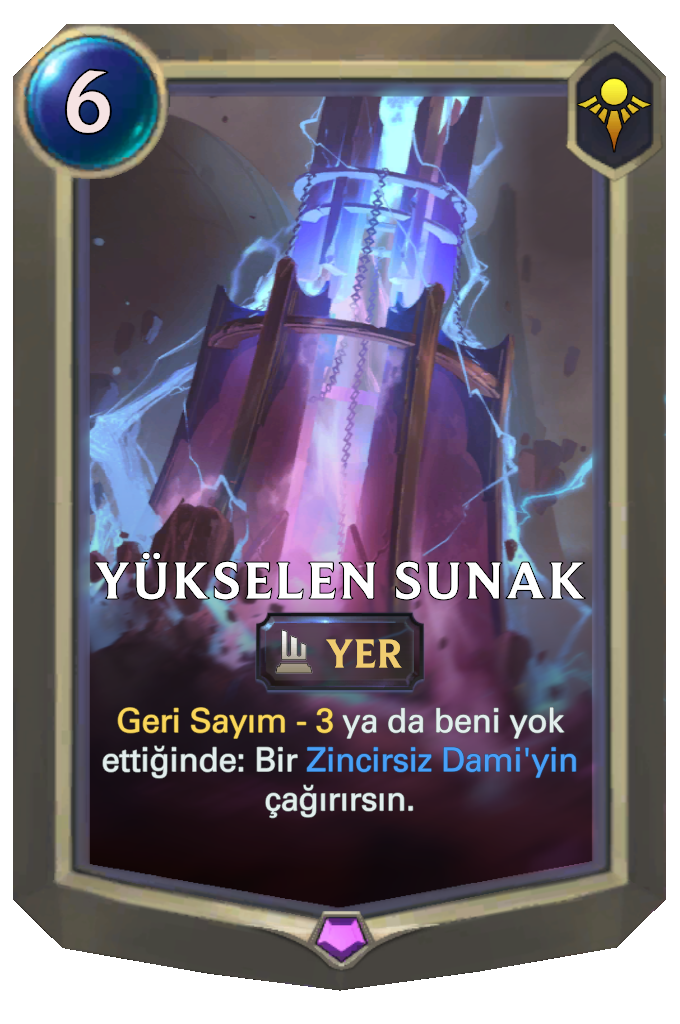 6
YÜKSELEN SUNAK
YER
Geri Sayım - 3 ya da beni yok
ettiğinde: Bir Zincirsiz Dami'yin
çağırırsın.